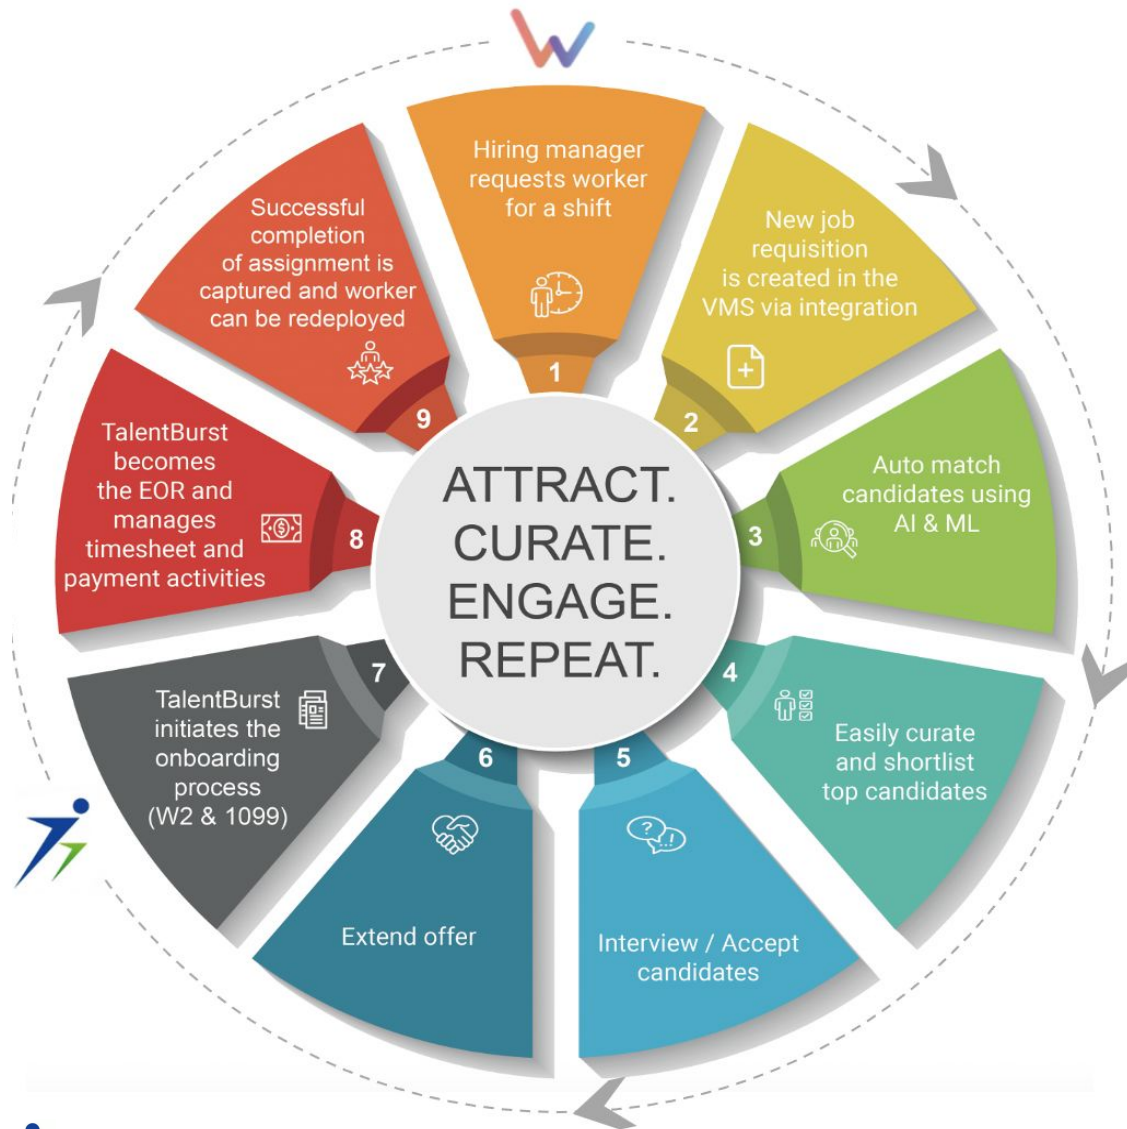 Hiring manager
requests worker
for a shift
1
New job
requisition
is created in the
VMS via integration
2
Auto match
candidates using
AI & ML
3
Easily curate
and shortlist
top candidates
4
Interview / Accept
candidates
5
Extend offer
6
TalentBurst
initiates the
onboarding
process
(W2 & 1099)
7
TalentBurst
becomes
the EOR and
manages
timesheet and
payment activities
8
Successful
completion
of assignment is
captured and worker
can be redeployed
9
ATTRACT.
CURATE.
ENGAGE.
REPEAT.